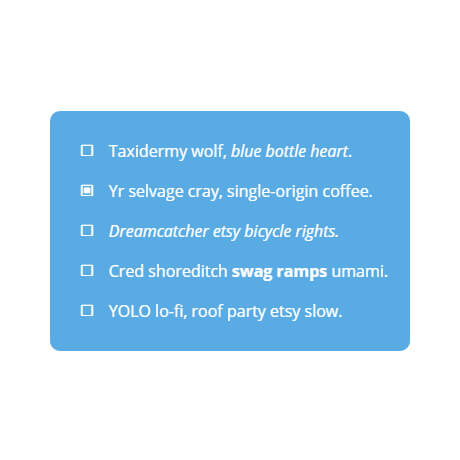 Taxidermy wolf, blue bottle heart.
Yr selvage cray, single-origin coffee.
Dreamcatcher etsy bicycle rights.
Cred shoreditch swag ramps umami.
YOLO lo-fi, roof party etsy slow.